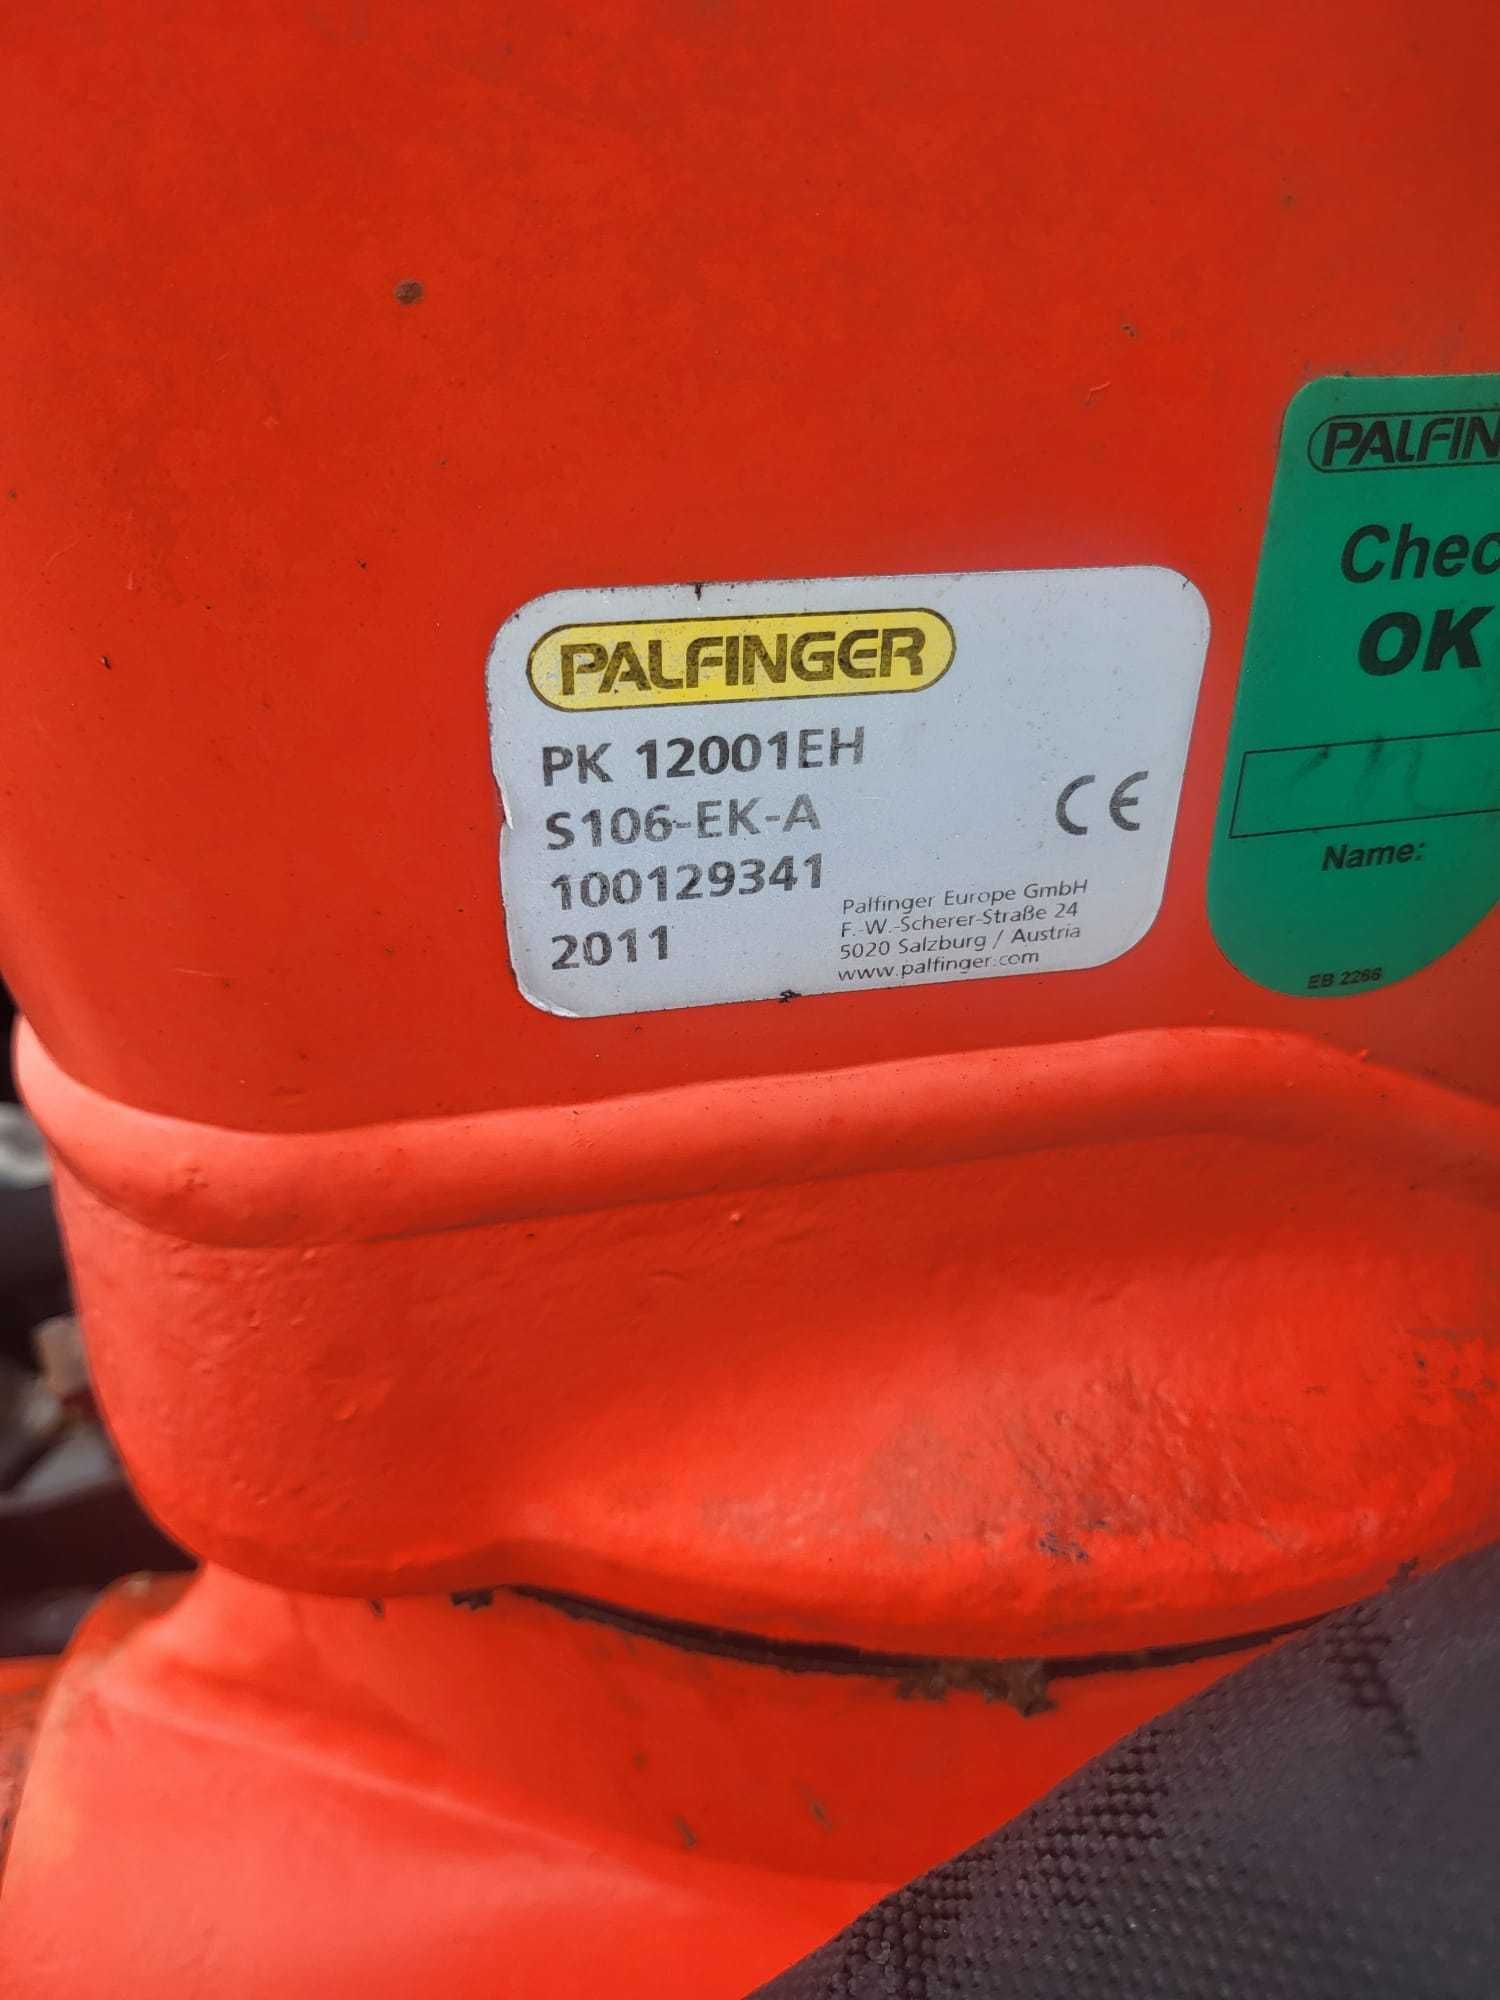 PALFINGER
PK 12001EH
S106-EK-A
100129341
2011
CE
Palfinger Europe GmbH
F.-W.-Scherer-Straße 24
5020 Salzburg / Austria
www.palfinger.com
PALFIN
Chec
OK
Name:
EB 2266